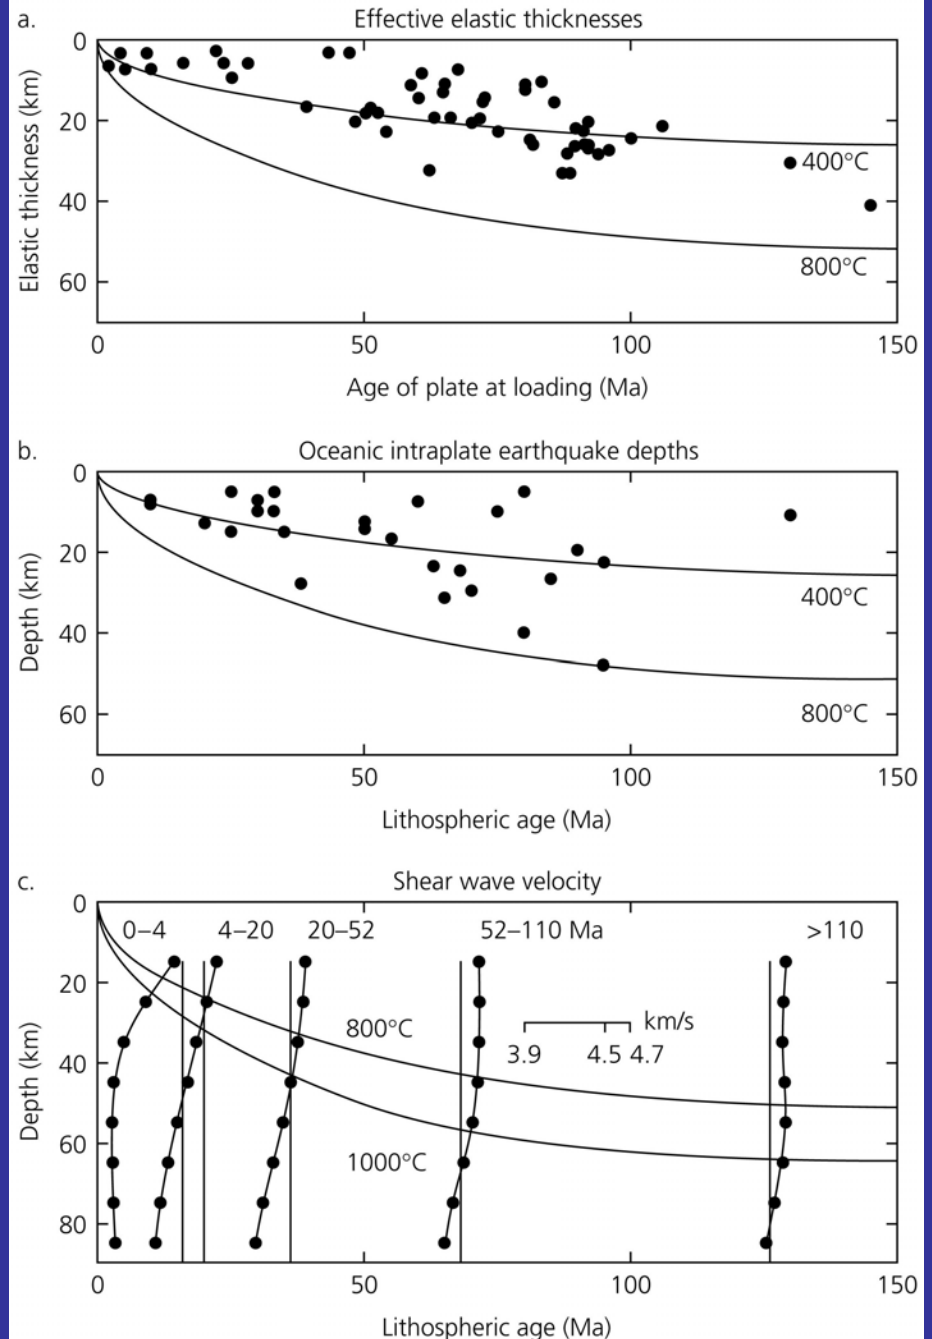 a.
Effective elastic thicknesses
0
20
40
60
Elastic thickness (km)
400°C
800°C
0 50 100 150
Age of plate at loading (Ma)
b.
Oceanic intraplate earthquake depths
0
20
40
60
Depth (km)
400°C
800°C
0 50 100 150
Lithospheric age (Ma)
c.
Shear wave velocity
0
20
40
60
80
Depth (km)
0–4 4–20 20–52 52–110 Ma >110
800°C
km/s
3.9 4.5 4.7
1000°C
0 50 100 150
Lithospheric age (Ma)